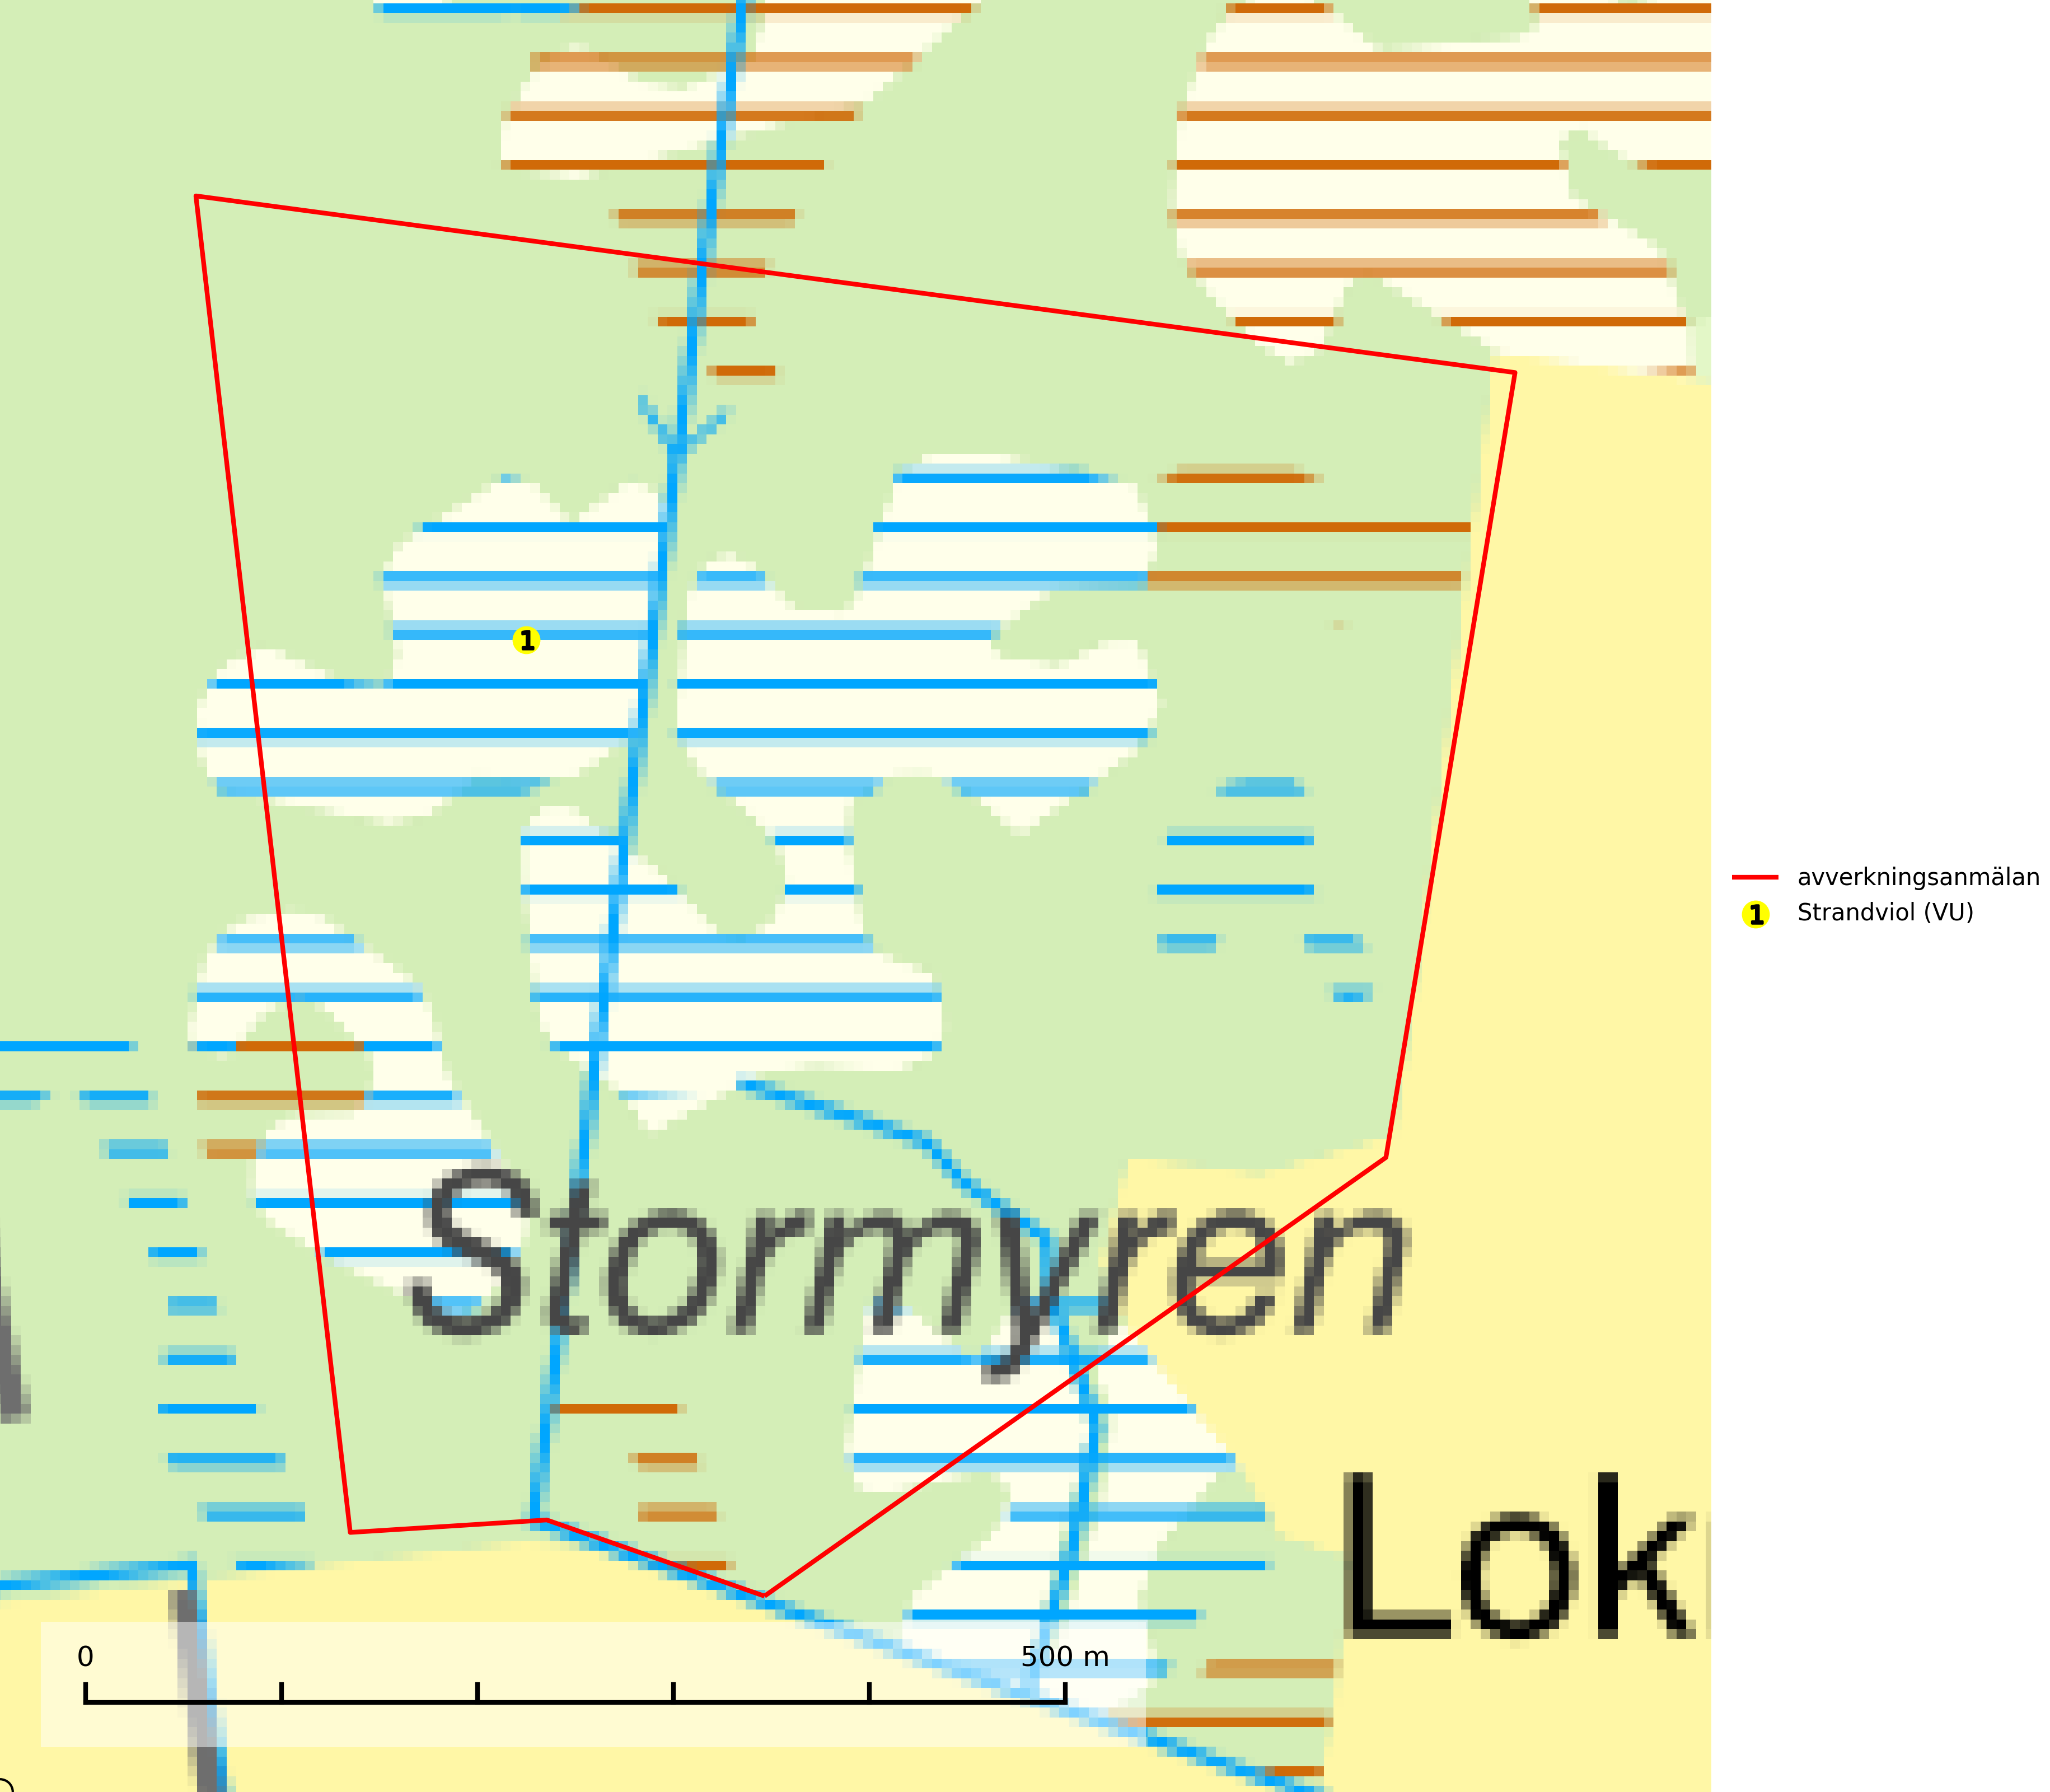 1
Stormyren
Lok
0
500 m
avverkningsanmälan
1 Strandviol (VU)